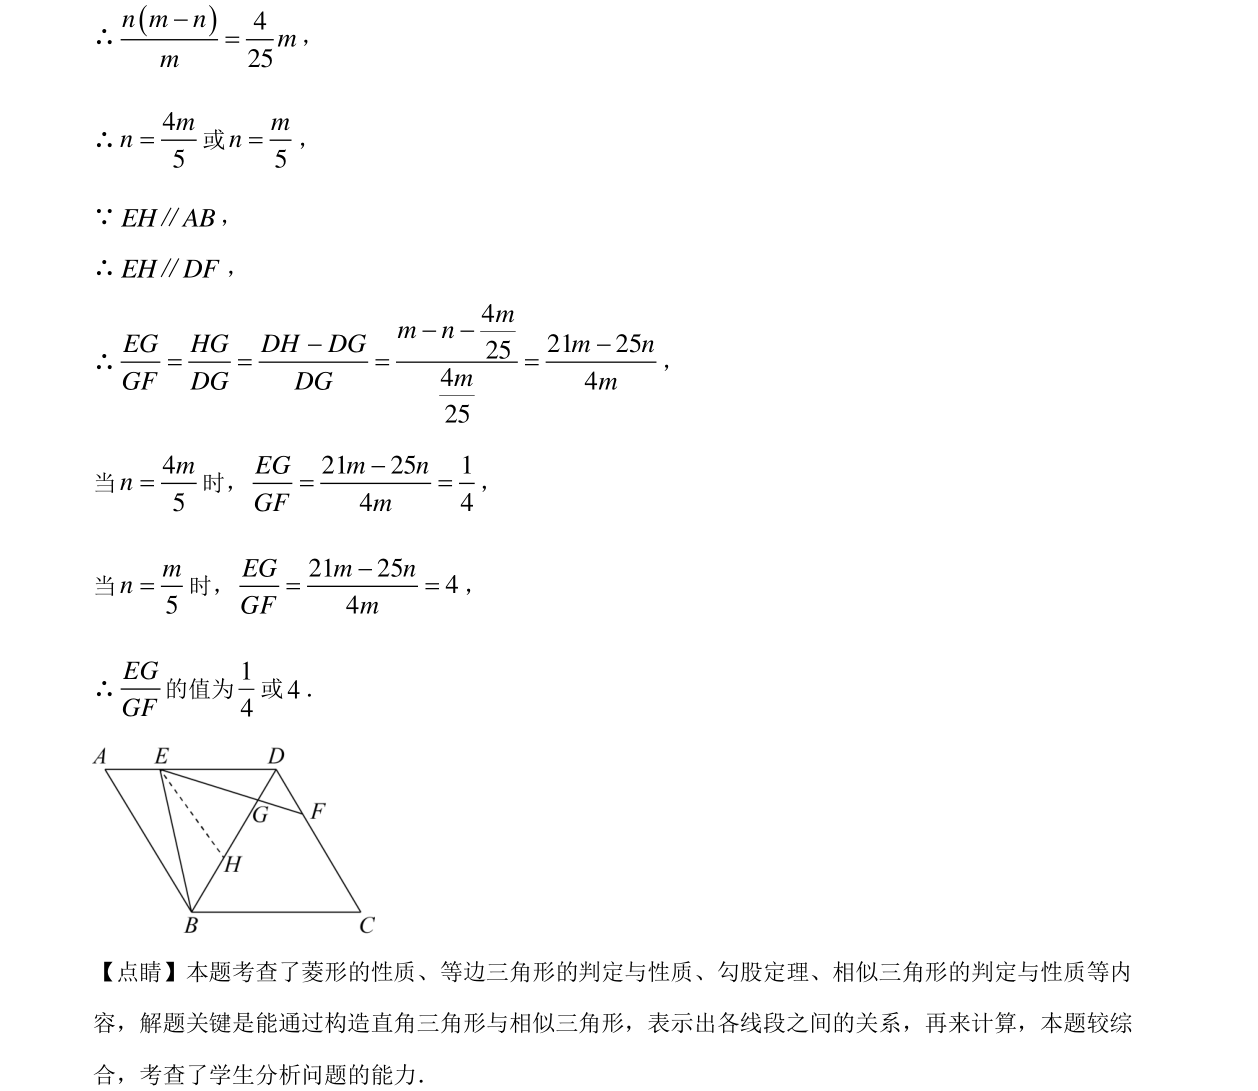 ∴ n(m−n)/m = 4/25 m，
∴ n = 4m/5 或 n = m/5，
∵ EH∥AB，
∴ EH∥DF，
∴ EG/GF = HG/DG = (DH−DG)/DG = (m−n−4m/25)/(4m/25) = (21m−25n)/4m，
当 n = 4m/5 时，EG/GF = (21m−25n)/4m = 1/4，
当 n = m/5 时，EG/GF = (21m−25n)/4m = 4，
∴ EG/GF 的值为 1/4 或 4．
A E D
G F
H
B C
【点睛】本题考查了菱形的性质、等边三角形的判定与性质、勾股定理、相似三角形的判定与性质等内
容，解题关键是能通过构造直角三角形与相似三角形，表示出各线段之间的关系，再来计算，本题较综
合，考查了学生分析问题的能力．